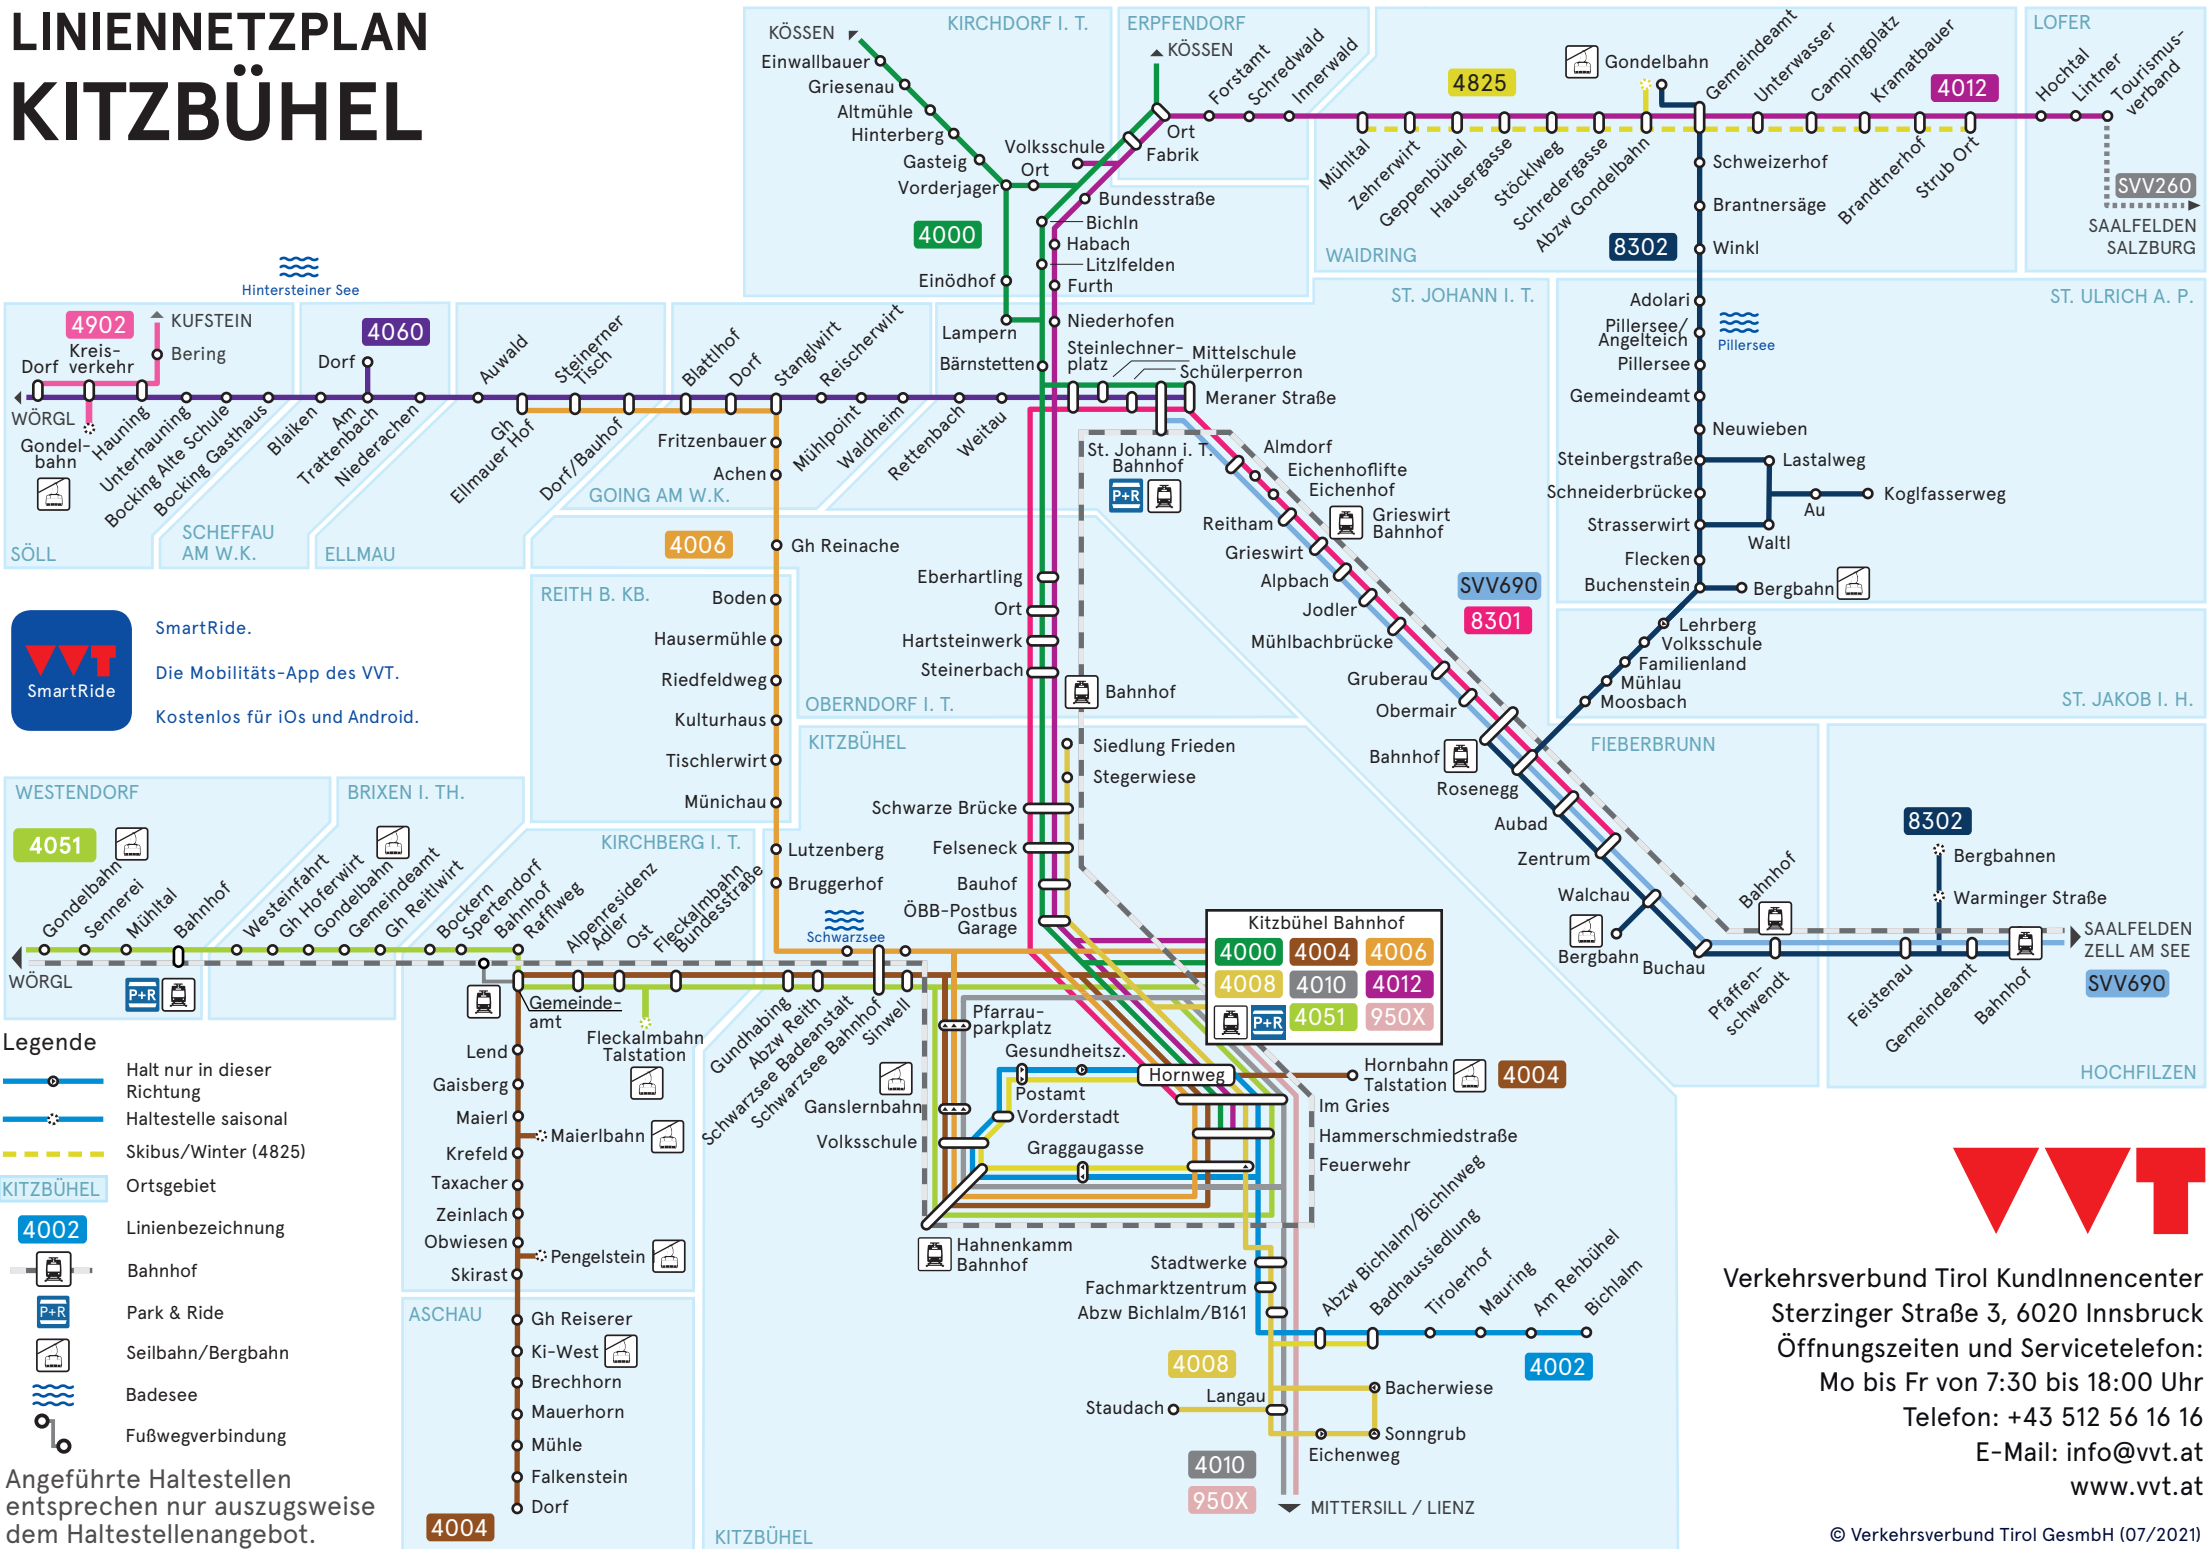 LINIENNETZPLAN
KITZBÜHEL
KIRCHDORF I. T.
KÖSSEN
Einwallbauer
Griesenau
Altmühle
Hinterberg
Gasteig
Vorderjager
Volksschule
Ort
4000
Einödhof
Lampern
Bundesstraße
Bichln
Habach
Litzlfelden
Furth
ERPFENDORF
KÖSSEN
Ort
Fabrik
Forstamt
Schredwald
Innerwald
4825
Gondelbahn
Gemeindeamt
Unterwasser
Campingplatz
Kramatbauer
4012
Mühltal
Zehrerwirt
Geppenbühel
Hausergasse
Stöcklweg
Schredergasse
Abzw Gondelbahn
Brandtnerhof
Strub Ort
WAIDRING
Schweizerhof
Brantnersäge
8302
Winkl
LOFER
Hochtal
Lintner
Tourismus-
verband
SVV260
SAALFELDEN
SALZBURG
Hintersteiner See
4902
KUFSTEIN
Kreis-
verkehr
Dorf
Bering
WÖRGL
Gondel-
bahn
Hauning
Unterhauning
Bocking Alte Schule
Bocking Gasthaus
SÖLL
SCHEFFAU
AM W.K.
4060
Dorf
Blaiken
Am
Trattenbach
Niederachen
ELLMAU
Auwald
Steinerner
Tisch
Gh
Ellmauer Hof
Dorf/Bauhof
Blattlhof
Dorf
Stanglwirt
Reischerwirt
Fritzenbauer
Achen
Mühlpoint
Waldheim
GOING AM W.K.
Rettenbach
Weitau
Niederhofen
Bärnstetten
Steinlechner-
platz
Mittelschule
Schülerperron
Meraner Straße
ST. JOHANN I. T.
St. Johann i. T.
Bahnhof
P+R
Almdorf
Eichenhoflifte
Eichenhof
Reitham
Grieswirt
Bahnhof
Grieswirt
Alpbach
Jodler
Mühlbachbrücke
SVV690
8301
ST. ULRICH A. P.
Adolari
Pillersee/
Angelteich
Pillersee
Pillersee
Gemeindeamt
Neuwieben
Steinbergstraße
Lastalweg
Schneiderbrücke
Koglfasserweg
Au
Strasserwirt
Waltl
Flecken
Buchenstein
Bergbahn
Lehrberg
Volksschule
Familienland
Mühlau
Moosbach
ST. JAKOB I. H.
4006
Gh Reinache
REITH B. KB.
Boden
Hausermühle
Riedfeldweg
Kulturhaus
Tischlerwirt
Münichau
Eberhartling
Ort
Hartsteinwerk
Steinerbach
Bahnhof
OBERNDORF I. T.
VVT
SmartRide
SmartRide.
Die Mobilitäts-App des VVT.
Kostenlos für iOs und Android.
KITZBÜHEL
Siedlung Frieden
Stegerwiese
Schwarze Brücke
Felseneck
Bauhof
ÖBB-Postbus
Garage
Gruberau
Obermair
Bahnhof
Rosenegg
Aubad
Zentrum
Walchau
Bergbahn
Buchau
FIEBERBRUNN
Bahnhof
Pfaffen-
schwendt
8302
Bergbahnen
Warminger Straße
SAALFELDEN
ZELL AM SEE
SVV690
Feistenau
Gemeindeamt
Bahnhof
HOCHFILZEN
WESTENDORF
4051
Gondelbahn
Sennerei
Mühltal
Bahnhof
WÖRGL
P+R
BRIXEN I. TH.
Westeinfahrt
Gh Hoferwirt
Gondelbahn
Gemeindeamt
Gh Reitlwirt
KIRCHBERG I. T.
Bockern
Spertendorf
Bahnhof
Rafflweg
Alpenresidenz
Adler
Ost
Fleckalmbahn
Bundesstraße
Lutzenberg
Bruggerhof
Schwarzsee
Gemeinde-
amt
Fleckalmbahn
Talstation
Gundhabing
Abzw Reith
Schwarzsee Badeanstalt
Schwarzsee Bahnhof
Sinwell
Lend
Gaisberg
Maierl
Maierlbahn
Krefeld
Taxacher
Zeinlach
Obwiesen
Pengelstein
Skirast
ASCHAU
Gh Reiserer
Ki-West
Brechhorn
Mauerhorn
Mühle
Falkenstein
Dorf
4004
Kitzbühel Bahnhof
4000 4004 4006
4008 4010 4012
P+R 4051 950X
Pfarrau-
parkplatz
Gesundheitsz.
Hornweg
Hornbahn
Talstation
4004
Postamt
Vorderstadt
Ganslernbahn
Volksschule
Graggaugasse
Im Gries
Hammerschmiedstraße
Feuerwehr
Hahnenkamm
Bahnhof
Stadtwerke
Fachmarktzentrum
Abzw Bichlalm/B161
Abzw Bichlalm/Bichlnweg
Badhaussiedlung
Tirolerhof
Mauring
Am Rehbühel
Bichlalm
4008
4002
Langau
Staudach
Bacherwiese
Sonngrub
Eichenweg
4010
950X
MITTERSILL / LIENZ
KITZBÜHEL
Legende
Halt nur in dieser
Richtung
Haltestelle saisonal
Skibus/Winter (4825)
KITZBÜHEL Ortsgebiet
4002 Linienbezeichnung
Bahnhof
P+R Park & Ride
Seilbahn/Bergbahn
Badesee
Fußwegverbindung
Angeführte Haltestellen
entsprechen nur auszugsweise
dem Haltestellenangebot.
VVT
Verkehrsverbund Tirol KundInnencenter
Sterzinger Straße 3, 6020 Innsbruck
Öffnungszeiten und Servicetelefon:
Mo bis Fr von 7:30 bis 18:00 Uhr
Telefon: +43 512 56 16 16
E-Mail: info@vvt.at
www.vvt.at
© Verkehrsverbund Tirol GesmbH (07/2021)